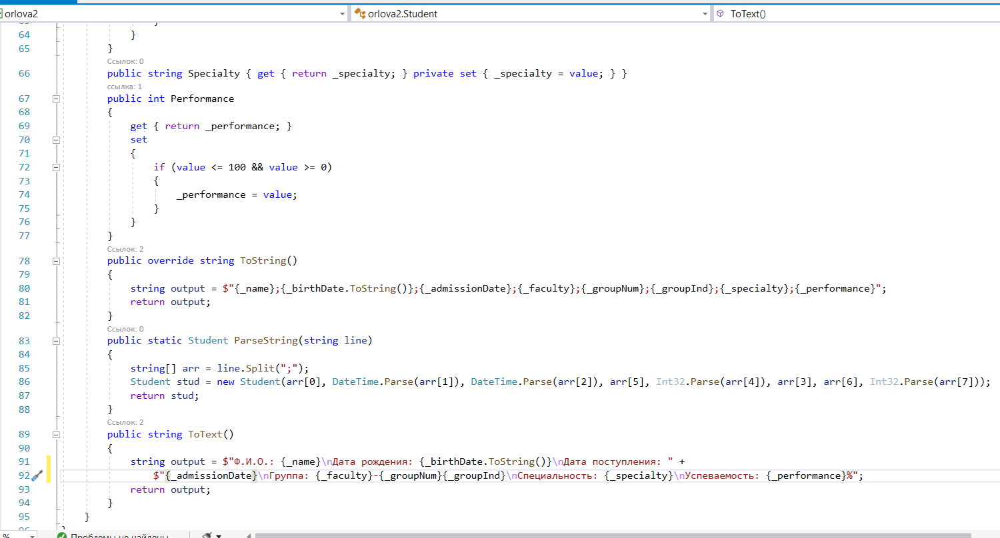 orlova2 orlova2.Student ToText()
64 }
65 }
Ссылок: 0
66 public string Specialty { get { return _specialty; } private set { _specialty = value; } }
ссылка: 1
67 public int Performance
68 {
69 get { return _performance; }
70 set
71 {
72 if (value <= 100 && value >= 0)
73 {
74 _performance = value;
75 }
76 }
77 }
Ссылок: 2
78 public override string ToString()
79 {
80 string output = $"{_name};{_birthDate.ToString()};{_admissionDate};{_faculty};{_groupNum};{_groupInd};{_specialty};{_performance}";
81 return output;
82 }
Ссылок: 0
83 public static Student ParseString(string line)
84 {
85 string[] arr = line.Split(";");
86 Student stud = new Student(arr[0], DateTime.Parse(arr[1]), DateTime.Parse(arr[2]), arr[5], Int32.Parse(arr[4]), arr[3], arr[6], Int32.Parse(arr[7]));
87 return stud;
88 }
Ссылок: 2
89 public string ToText()
90 {
91 string output = $"Ф.И.О.: {_name}\nДата рождения: {_birthDate.ToString()}\nДата поступления: " +
92 $"{_admissionDate}\nГруппа: {_faculty}-{_groupNum}{_groupInd}\nСпециальность: {_specialty}\nУспеваемость: {_performance}%";
93 return output;
94 }
95 }
96 }
% Проблемы не найдены